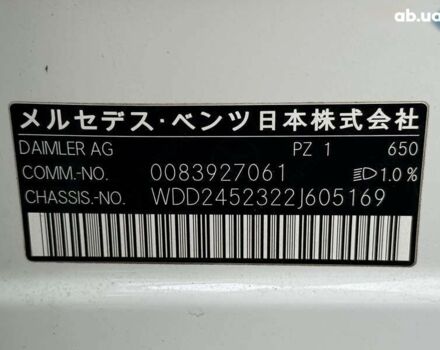 ab.ua
メルセデス・ベンツ日本株式会社
DAIMLER AG PZ 1 650
COMM.-NO. 0083927061 1.0 %
CHASSIS.-NO. WDD2452322J605169